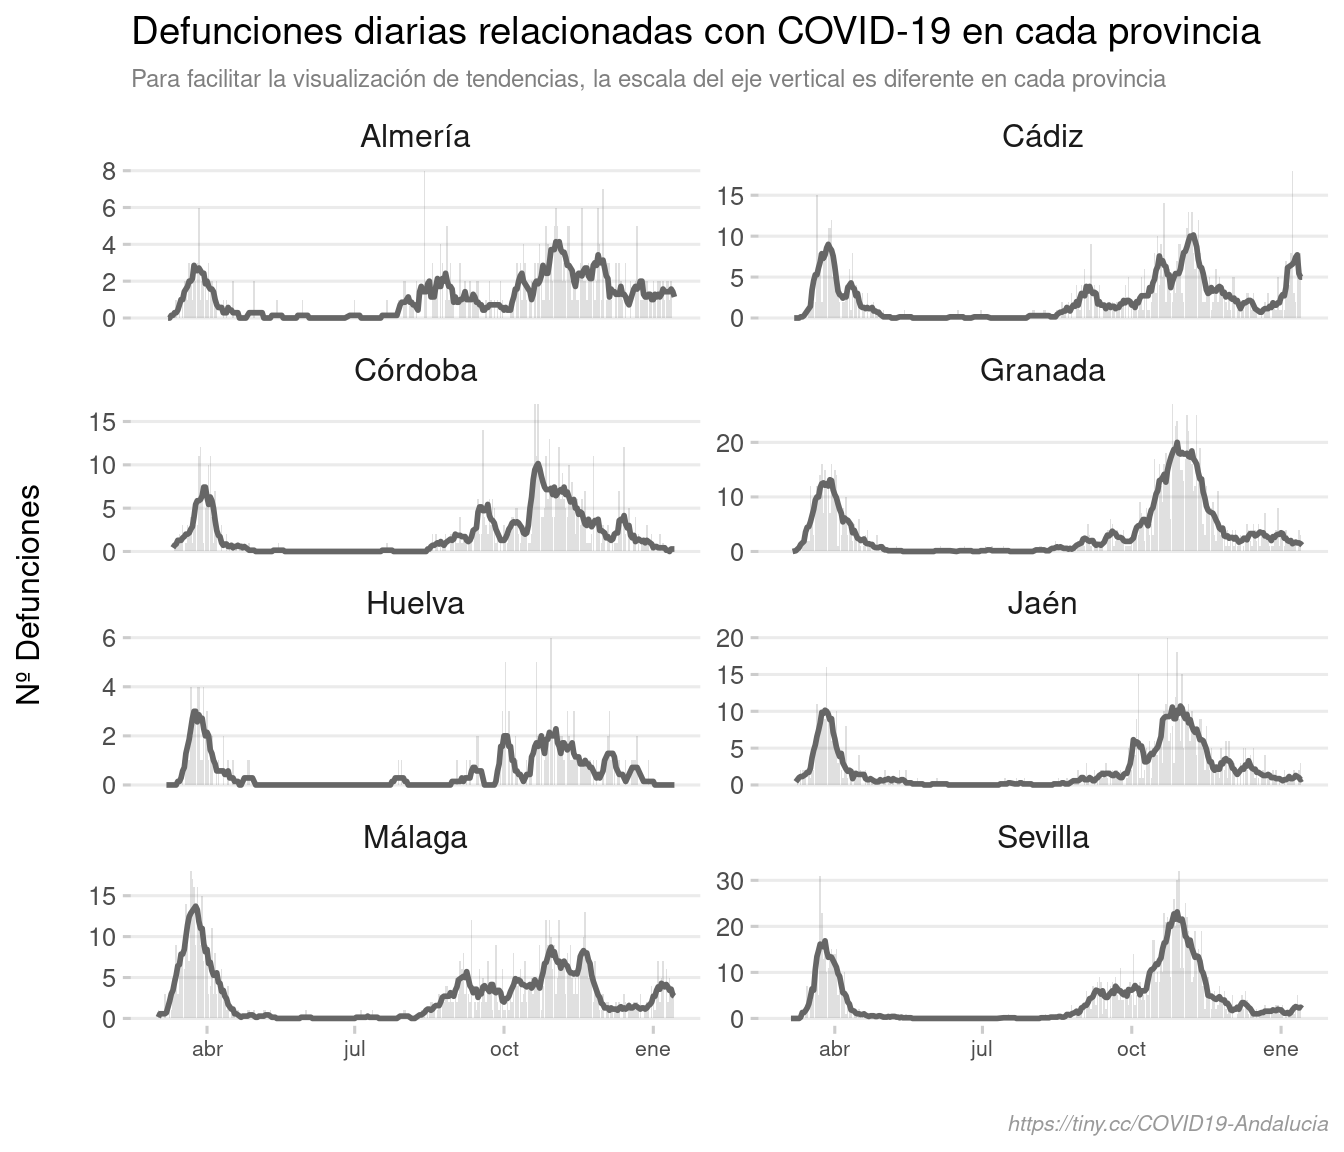 Defunciones diarias relacionadas con COVID-19 en cada provincia
Para facilitar la visualización de tendencias, la escala del eje vertical es diferente en cada provincia
Nº Defunciones
Almería
8
6
4
2
0
Cádiz
15
10
5
0
Córdoba
15
10
5
0
Granada
20
10
0
Huelva
6
4
2
0
Jaén
20
15
10
5
0
Málaga
15
10
5
0
abr jul oct ene
Sevilla
30
20
10
0
abr jul oct ene
https://tiny.cc/COVID19-Andalucia